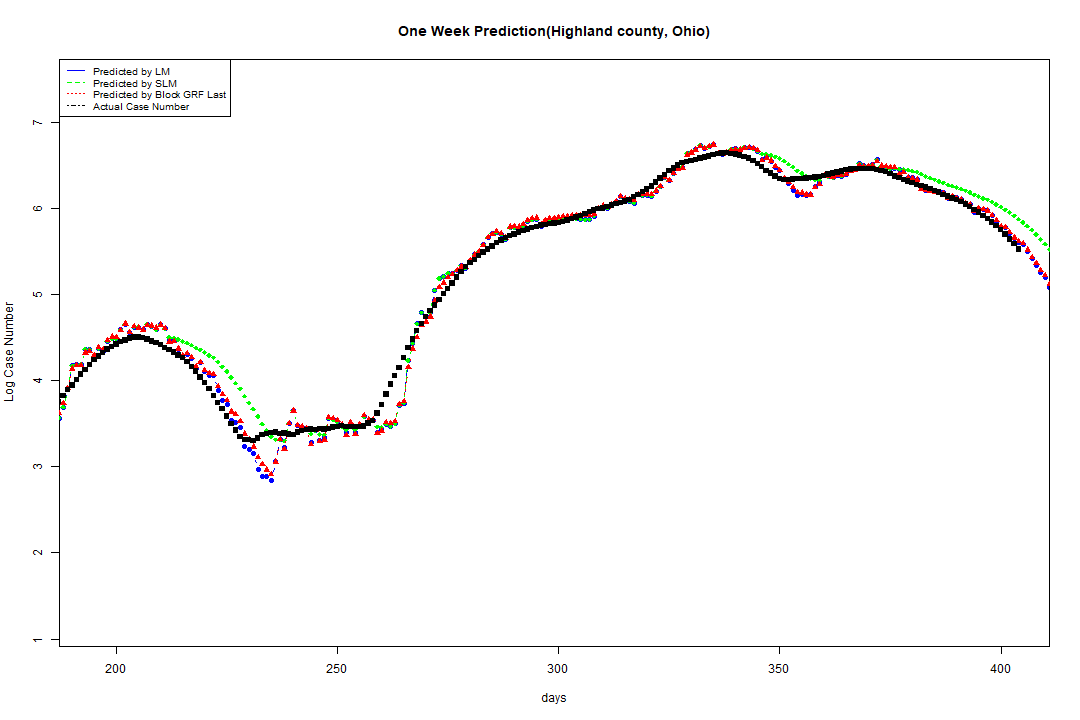 One Week Prediction(Highland county, Ohio)
Predicted by LM
Predicted by SLM
Predicted by Block GRF Last
Actual Case Number
Log Case Number
7
6
5
4
3
2
1
200
250
300
350
400
days